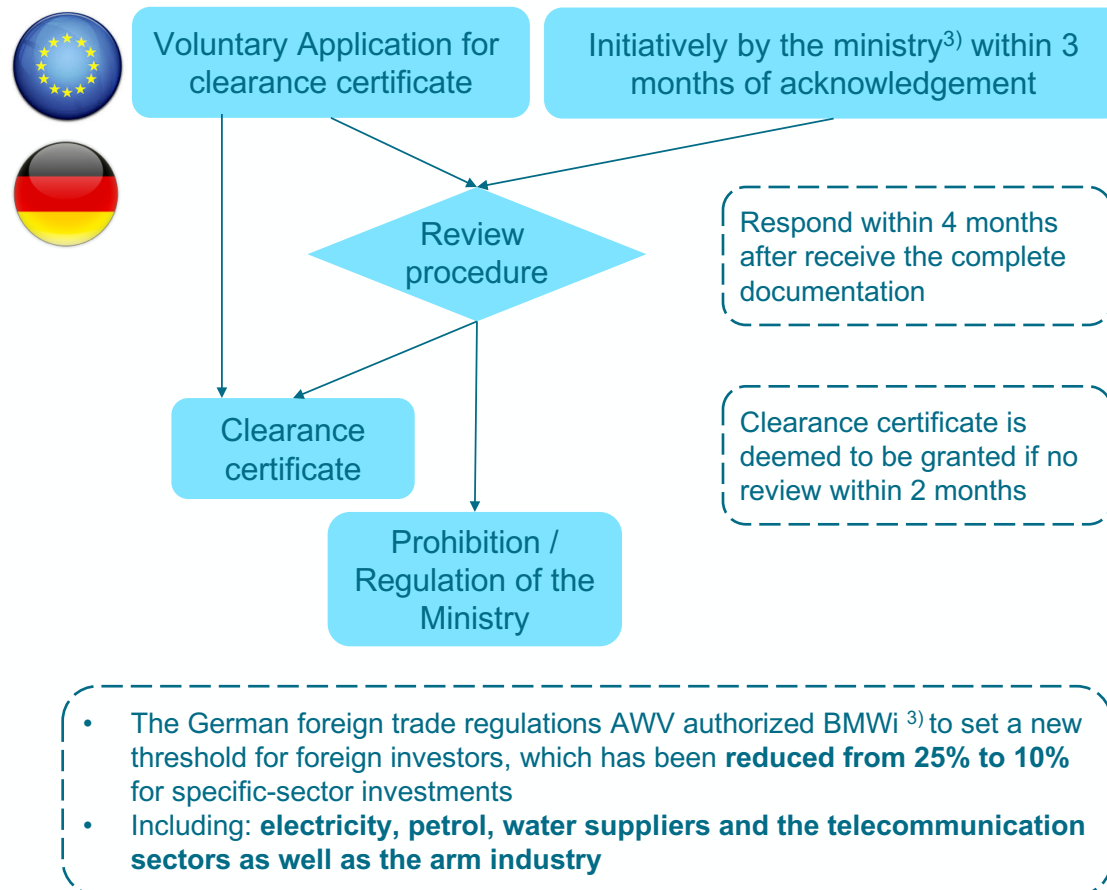 Voluntary Application for
clearance certificate
Initiatively by the ministry3) within 3
months of acknowledgement
Review
procedure
Respond within 4 months
after receive the complete
documentation
Clearance
certificate
Clearance certificate is
deemed to be granted if no
review within 2 months
Prohibition /
Regulation of the
Ministry
• The German foreign trade regulations AWV authorized BMWi 3) to set a new
threshold for foreign investors, which has been reduced from 25% to 10%
for specific-sector investments
• Including: electricity, petrol, water suppliers and the telecommunication
sectors as well as the arm industry